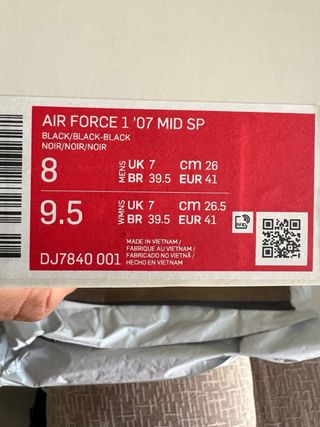 AIR FORCE 1 '07 MID SP
BLACK/BLACK-BLACK
NOIR/NOIR/NOIR
8 MENS UK 7 cm 26
BR 39.5 EUR 41
9.5 WMNS UK 7 cm 26.5
BR 39.5 EUR 41
MADE IN VIETNAM /
FABRIQUE AU VIETNAM /
FABRICADO NO VIETNÃ /
HECHO EN VIETNAM
DJ7840 001